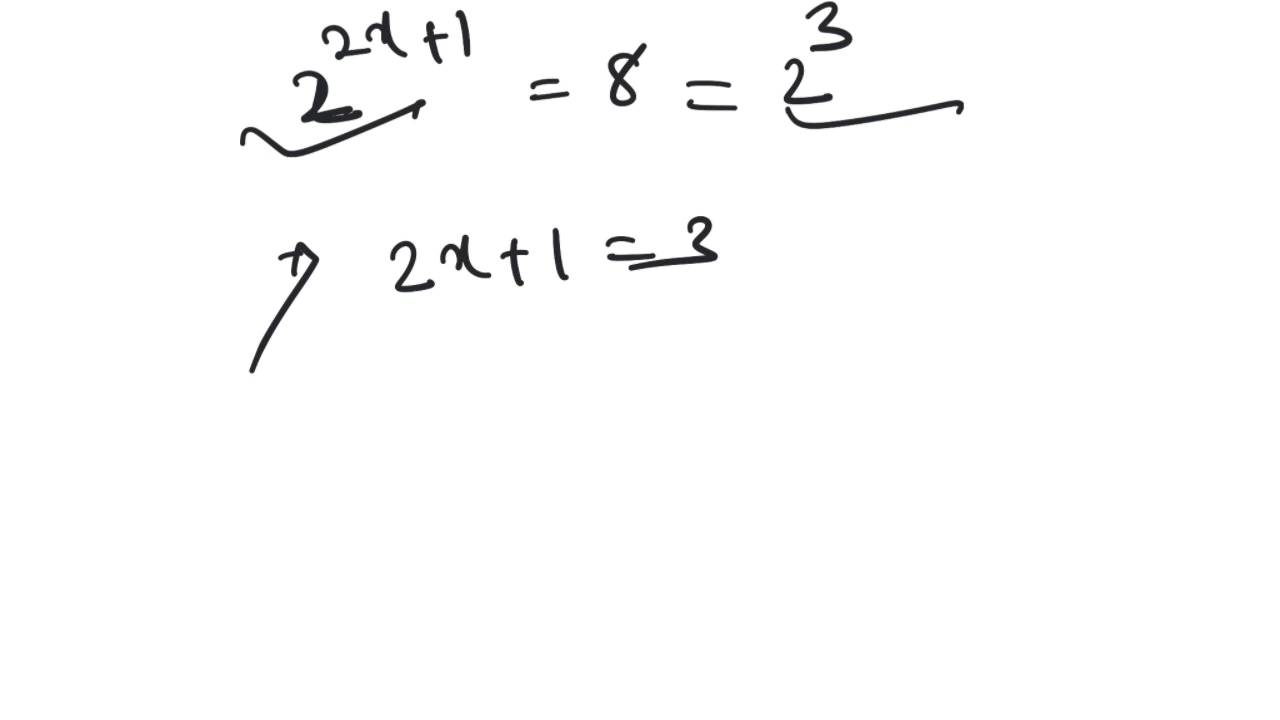 2^{2x+1} = 8 = 2^3
2x+1 = 3